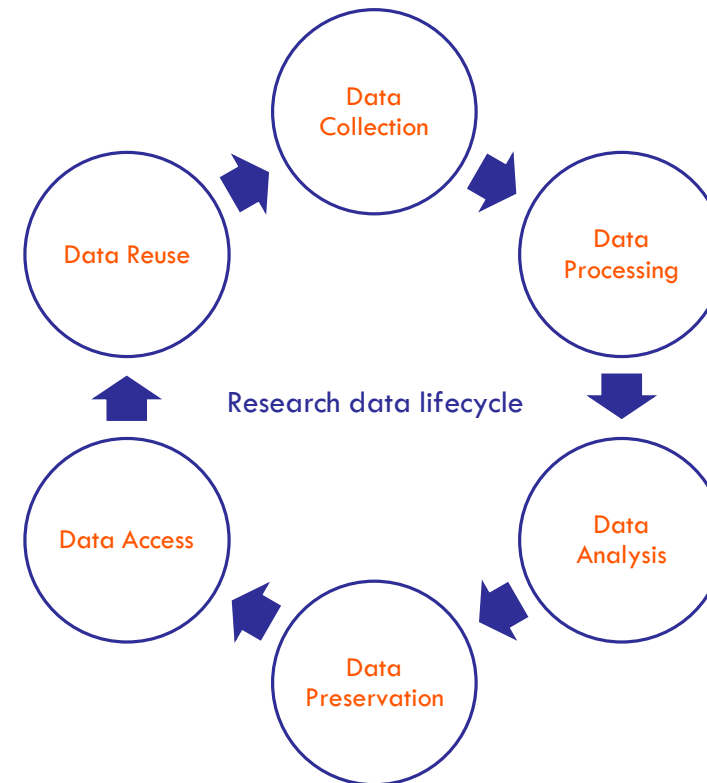 Data
Collection
Data
Processing
Data
Analysis
Data
Preservation
Data Access
Data Reuse
Research data lifecycle